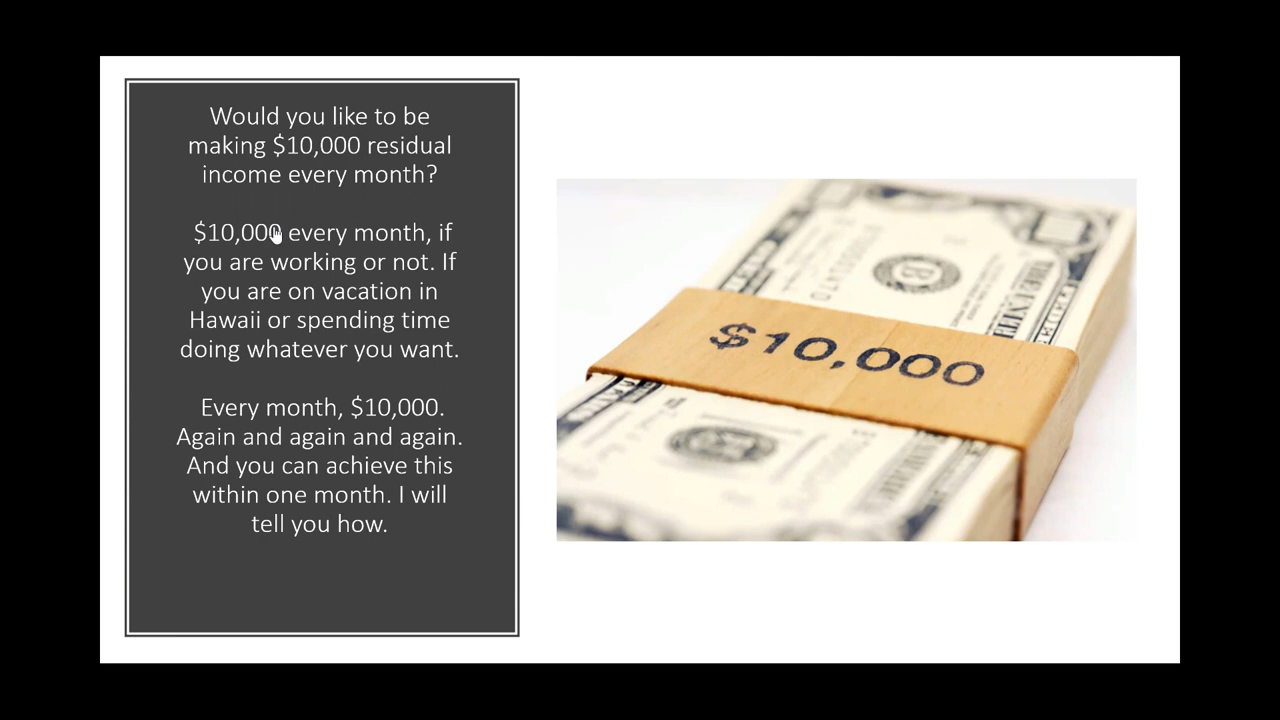 Would you like to be
making $10,000 residual
income every month?
$10,000 every month, if
you are working or not. If
you are on vacation in
Hawaii or spending time
doing whatever you want.
Every month, $10,000.
Again and again and again.
And you can achieve this
within one month. I will
tell you how.
$10,000